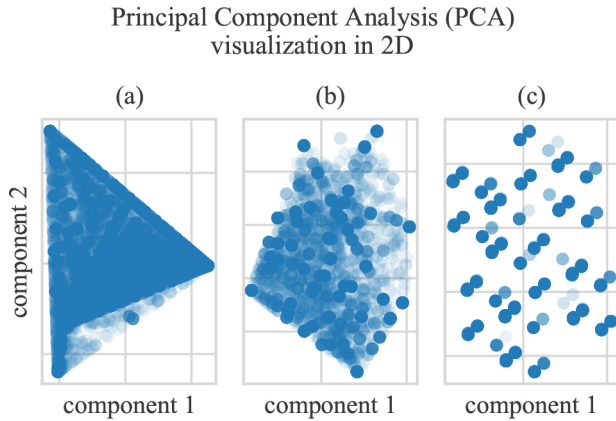 Principal Component Analysis (PCA)
visualization in 2D
(a)
(b)
(c)
component 2
component 1
component 1
component 1